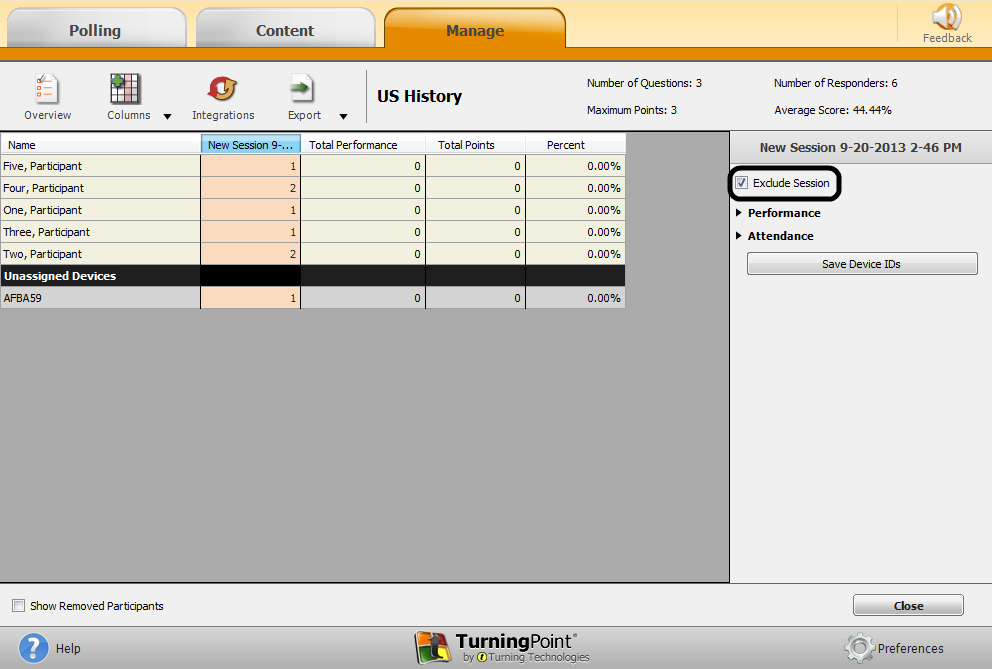 Polling
Content
Manage
Feedback
Overview
Columns
Integrations
Export
US History
Number of Questions: 3
Number of Responders: 6
Maximum Points: 3
Average Score: 44.44%
Name New Session 9-... Total Performance Total Points Percent
Five, Participant 1 0 0 0.00%
Four, Participant 2 0 0 0.00%
One, Participant 1 0 0 0.00%
Three, Participant 1 0 0 0.00%
Two, Participant 2 0 0 0.00%
Unassigned Devices
AFBA59 1 0 0 0.00%
New Session 9-20-2013 2-46 PM
Exclude Session
Performance
Attendance
Save Device IDs
Show Removed Participants
Close
? Help
TurningPoint®
by Turning Technologies
Preferences